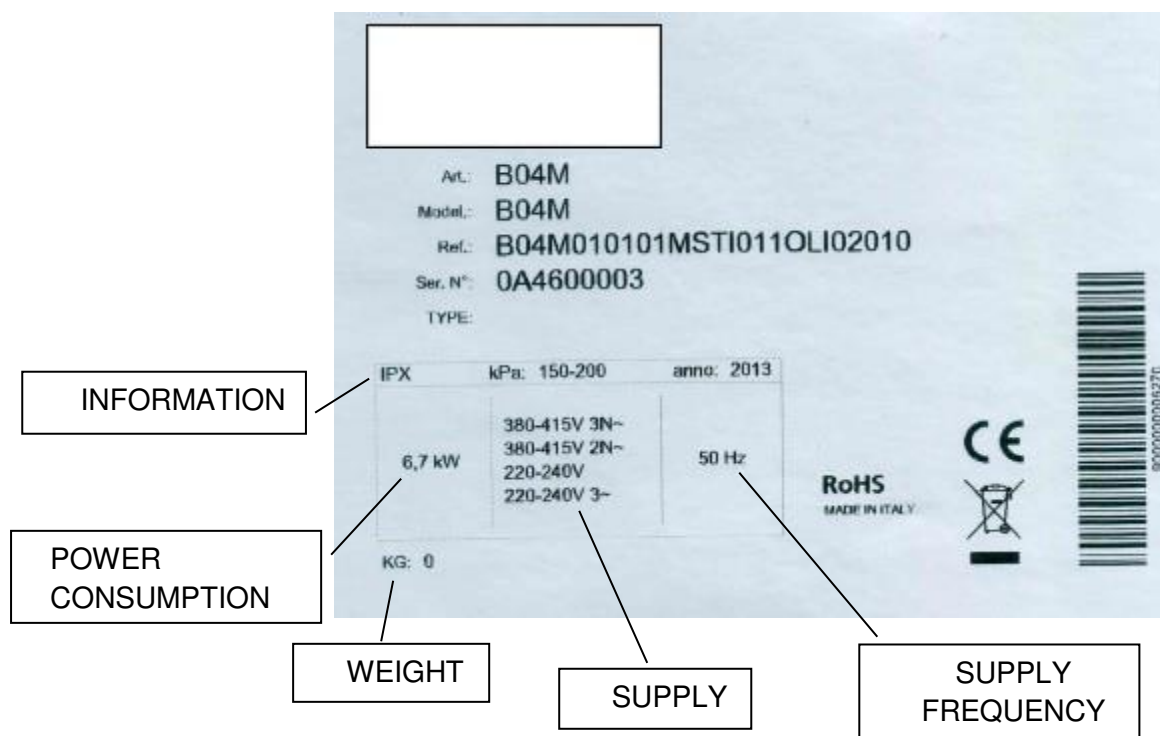 Art.: B04M
Model.: B04M
Ref.: B04M010101MSTI011OLI02010
Ser. N°: 0A4600003
TYPE:
IPX kPa: 150-200 anno: 2013
6,7 kW
380-415V 3N~
380-415V 2N~
220-240V
220-240V 3~
50 Hz
KG: 0
RoHS
MADE IN ITALY
CE
INFORMATION
POWER
CONSUMPTION
WEIGHT
SUPPLY
SUPPLY
FREQUENCY